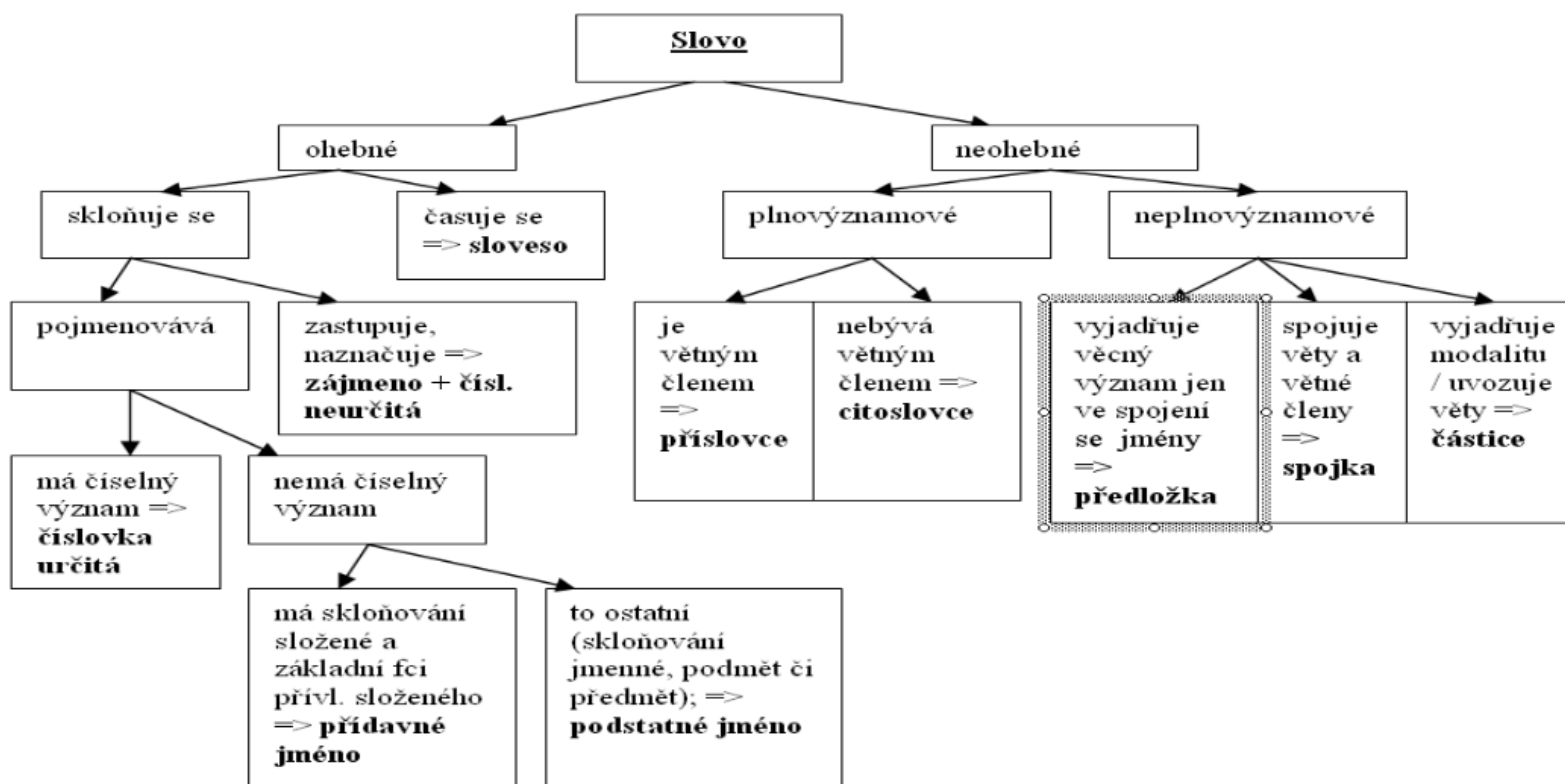 Slovo
ohebné
neohebné
skloňuje se
časuje se
=> sloveso
plnovýznamové
neplnovýznamové
pojmenovává
zastupuje,
naznačuje =>
zájmeno + čísl.
neurčitá
je
větným
členem
=>
příslovce
nebývá
větným
členem =>
citoslovce
vyjadřuje
věcný
význam jen
ve spojení
se jmény
=>
předložka
spojuje
věty a
větné
členy
=>
spojka
vyjadřuje
modalitu
/ uvozuje
věty =>
částice
má číselný
význam =>
číslovka
určitá
nemá číselný
význam
má skloňování
složené a
základní fci
přívl. složeného
=> přídavné
jméno
to ostatní
(skloňování
jmenné, podmět či
předmět); =>
podstatné jméno